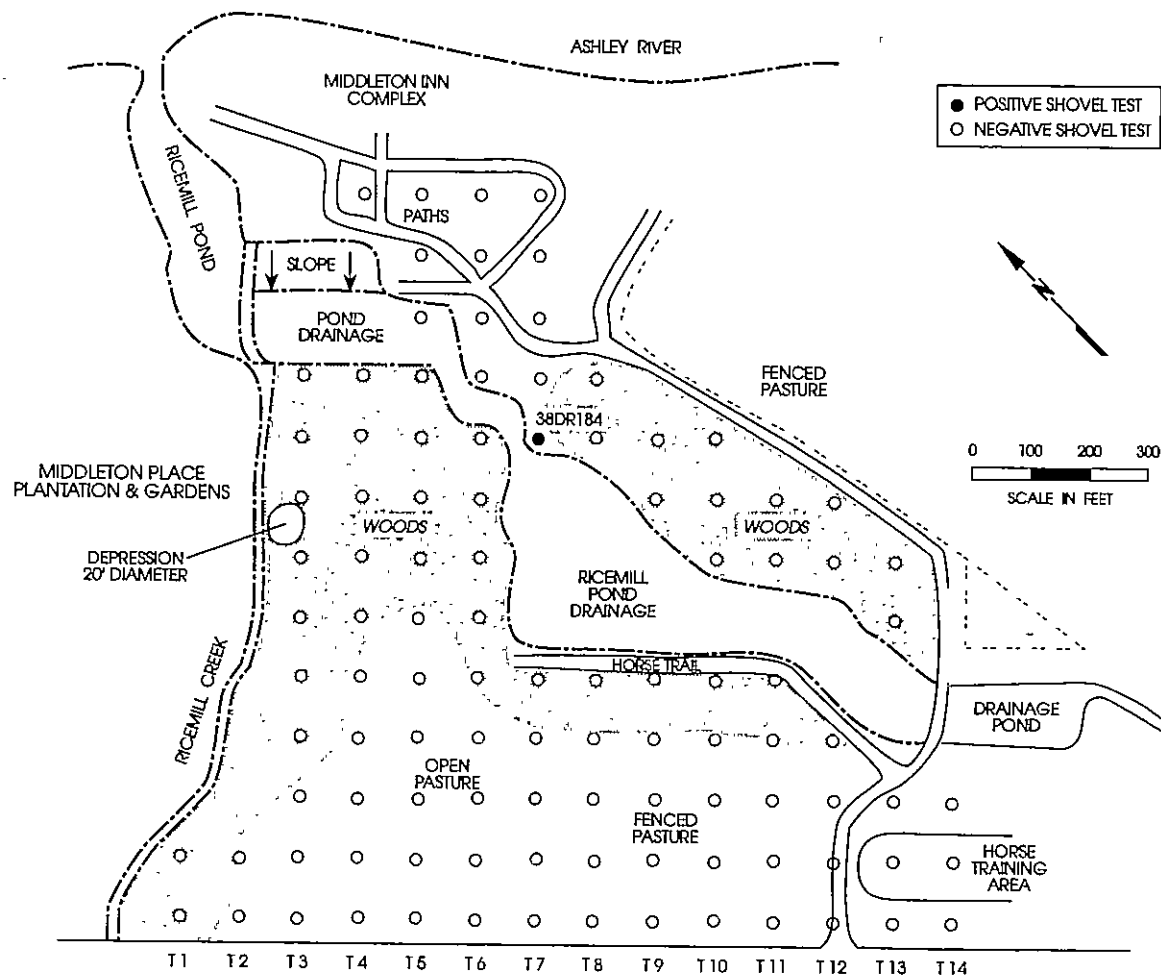 ASHLEY RIVER
MIDDLETON INN
COMPLEX
● POSITIVE SHOVEL TEST
○ NEGATIVE SHOVEL TEST
RICEMILL POND
PATHS
SLOPE
N
POND
DRAINAGE
FENCED
PASTURE
38DR184
0 100 200 300
SCALE IN FEET
MIDDLETON PLACE
PLANTATION & GARDENS
WOODS
WOODS
DEPRESSION
20' DIAMETER
RICEMILL
POND
DRAINAGE
HORSE TRAIL
RICEMILL CREEK
DRAINAGE
POND
OPEN
PASTURE
FENCED
PASTURE
HORSE
TRAINING
AREA
T1 T2 T3 T4 T5 T6 T7 T8 T9 T10 T11 T12 T13 T14